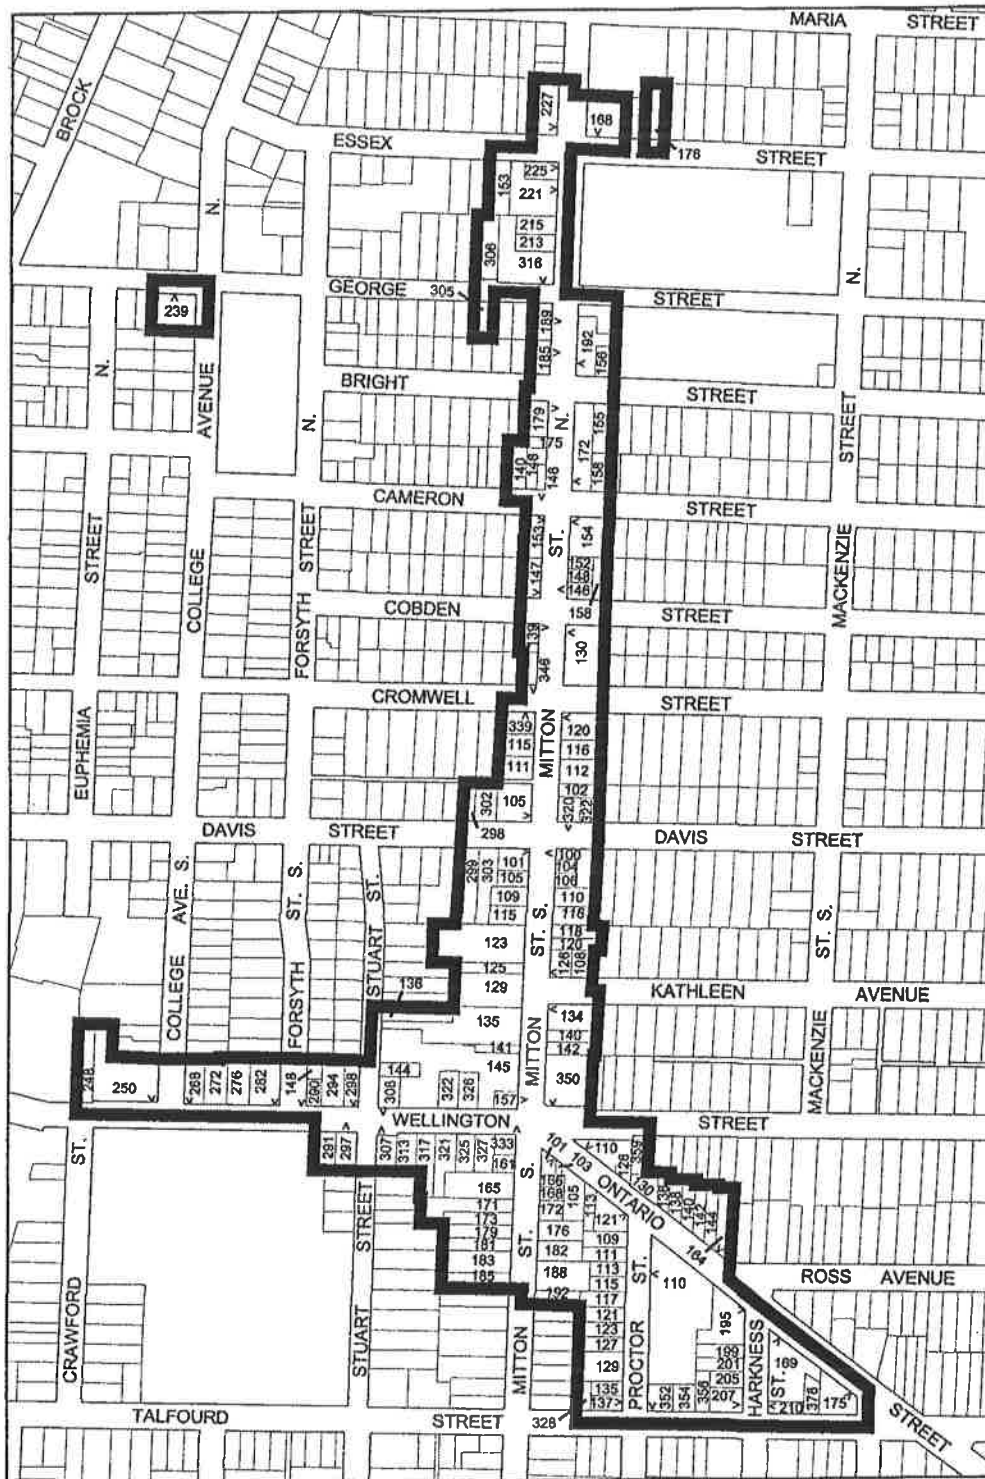 MARIA STREET
BROCK
227
168
ESSEX
STREET
176
225
153
221
N.
215
213
306
316
GEORGE
305
STREET
N.
239
189
185
192
156
N.
AVENUE
BRIGHT
STREET
N.
179
N.
155
175
172
140
146
146
158
CAMERON
STREET
STREET
STREET
STREET
153
ST.
154
147
152
148
146
158
COLLEGE
FORSYTH
COBDEN
STREET
MACKENZIE
139
130
346
CROMWELL
STREET
EUPHEMIA
339
MITTON
120
115
116
111
112
102
302
105
320
322
298
DAVIS STREET
DAVIS STREET
AVE. S.
ST. S.
ST.
299
303
101
105
109
115
100
104
106
110
116
118
120
126
108
123
ST. S.
ST. S.
125
129
136
COLLEGE
FORSYTH
STUART
KATHLEEN AVENUE
135
134
140
142
141
145
144
MITTON
MACKENZIE
248
250
268
272
276
282
148
290
294
298
308
322
326
157
350
WELLINGTON
STREET
ST.
291
297
307
313
317
321
325
327
333
161
S.
101
103
110
128
359
130
136
138
140
142
144
ONTARIO
165
166
168
172
105
113
121
171
173
179
181
183
185
176
182
188
192
109
111
113
115
117
121
123
127
129
135
137
STREET
ST.
ST.
164
110
ROSS AVENUE
CRAWFORD
STUART
MITTON
PROCTOR
195
199
201
205
207
HARKNESS
ST.
169
352
354
356
210
378
175
328
TALFOURD
STREET
STREET